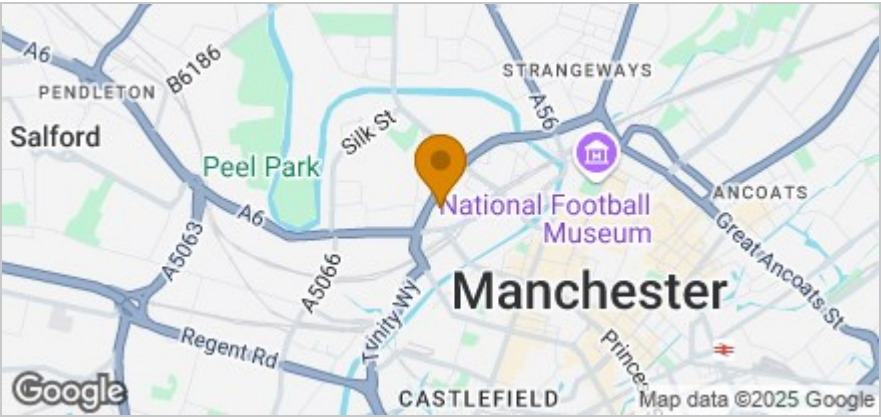 A6
B6186
STRANGEWAYS
PENDLETON
A56
Salford
Silk St
Peel Park
ANCOATS
National Football
Museum
A6
A5063
A5066
Great Ancoats St
Manchester
Trinity Wy
Regent Rd
Princes
CASTLEFIELD
Google
Map data ©2025 Google